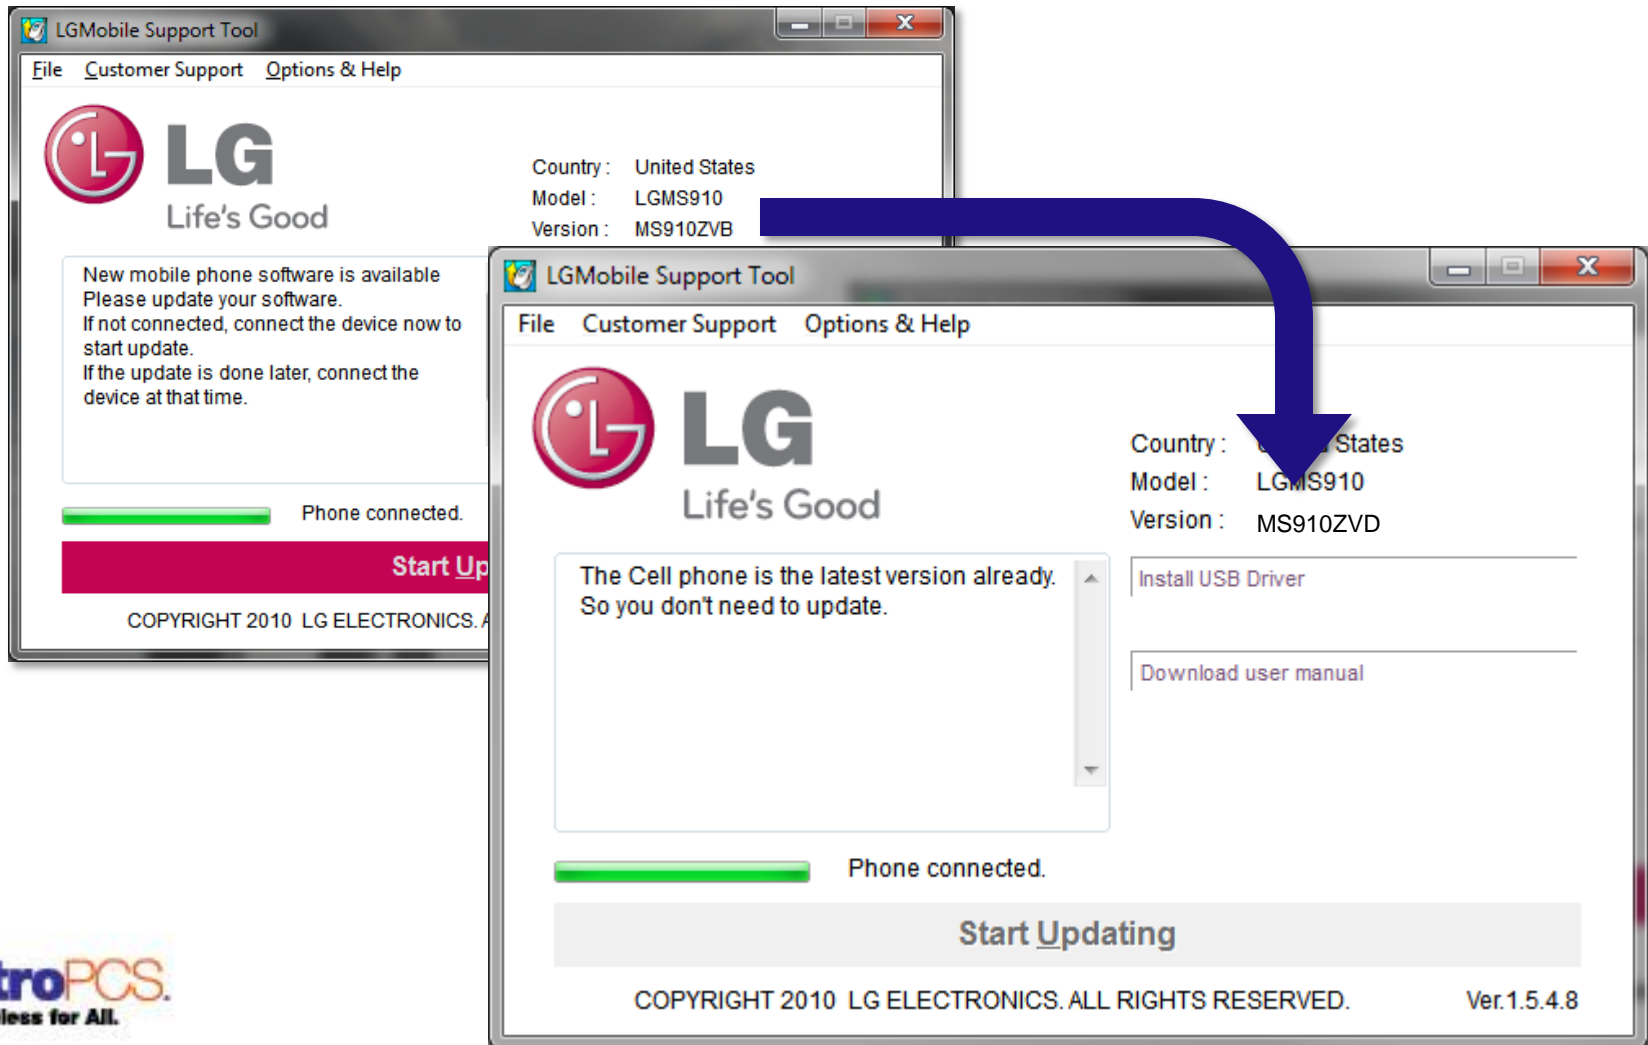 LGMobile Support Tool
File Customer Support Options & Help
LG
Life's Good
Country : United States
Model : LGMS910
Version : MS910ZVB
New mobile phone software is available
Please update your software.
If not connected, connect the device now to
start update.
If the update is done later, connect the
device at that time.
Phone connected.
Start Up
COPYRIGHT 2010 LG ELECTRONICS. A
LGMobile Support Tool
File Customer Support Options & Help
LG
Life's Good
Country : States
Model : LGMS910
Version : MS910ZVD
The Cell phone is the latest version already.
So you don't need to update.
Install USB Driver
Download user manual
Phone connected.
Start Updating
COPYRIGHT 2010 LG ELECTRONICS. ALL RIGHTS RESERVED. Ver.1.5.4.8
troPCS.
less for All.